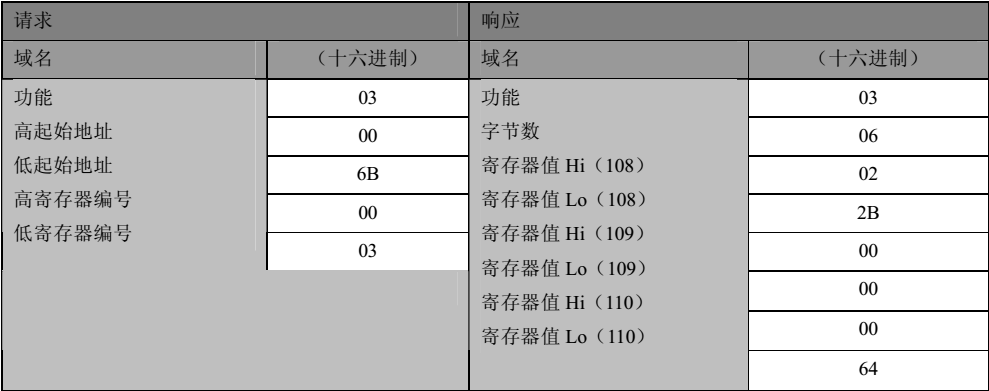 请求 响应
域名 （十六进制） 域名 （十六进制）
功能 03 功能 03
高起始地址 00 字节数 06
低起始地址 6B 寄存器值 Hi（108） 02
高寄存器编号 00 寄存器值 Lo（108） 2B
低寄存器编号 03 寄存器值 Hi（109） 00
寄存器值 Lo（109） 00
寄存器值 Hi（110） 00
寄存器值 Lo（110） 64